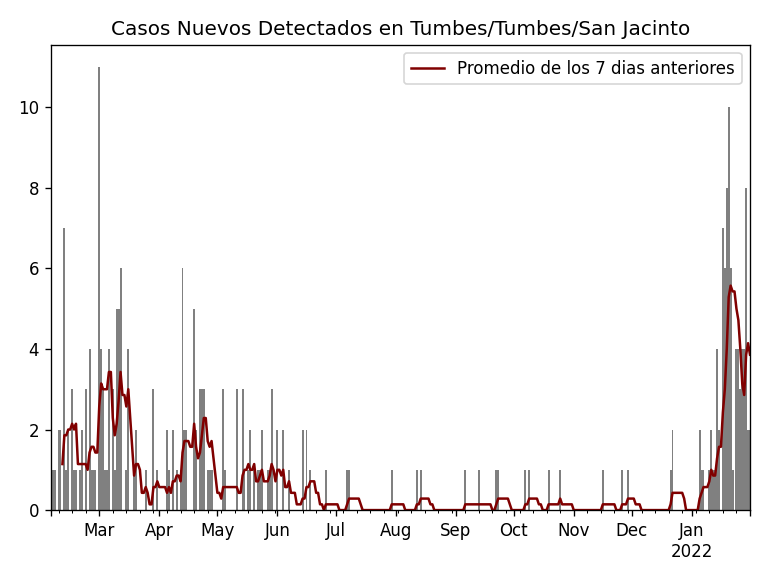 Casos Nuevos Detectados en Tumbes/Tumbes/San Jacinto
Promedio de los 7 dias anteriores
10
8
6
4
2
0
Mar Apr May Jun Jul Aug Sep Oct Nov Dec Jan
2022